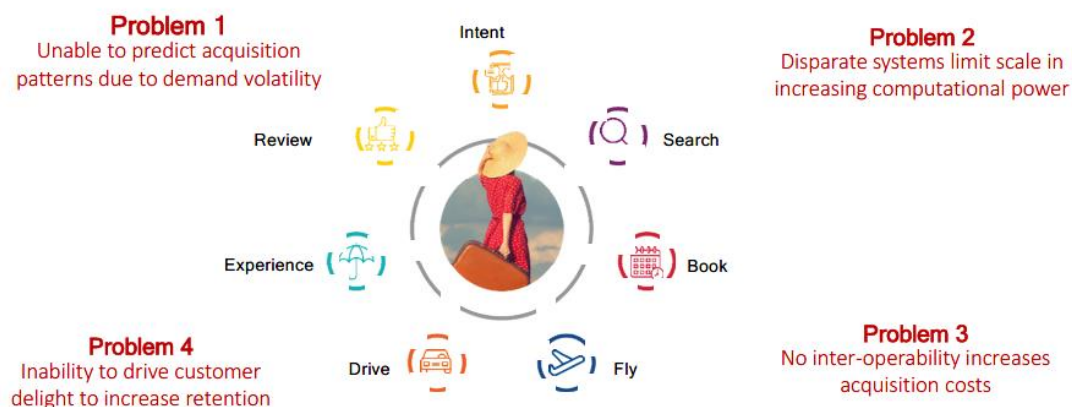 Problem 1
Unable to predict acquisition
patterns due to demand volatility
Intent
Problem 2
Disparate systems limit scale in
increasing computational power
Review
Search
Experience
Book
Problem 4
Inability to drive customer
delight to increase retention
Drive
Fly
Problem 3
No inter-operability increases
acquisition costs